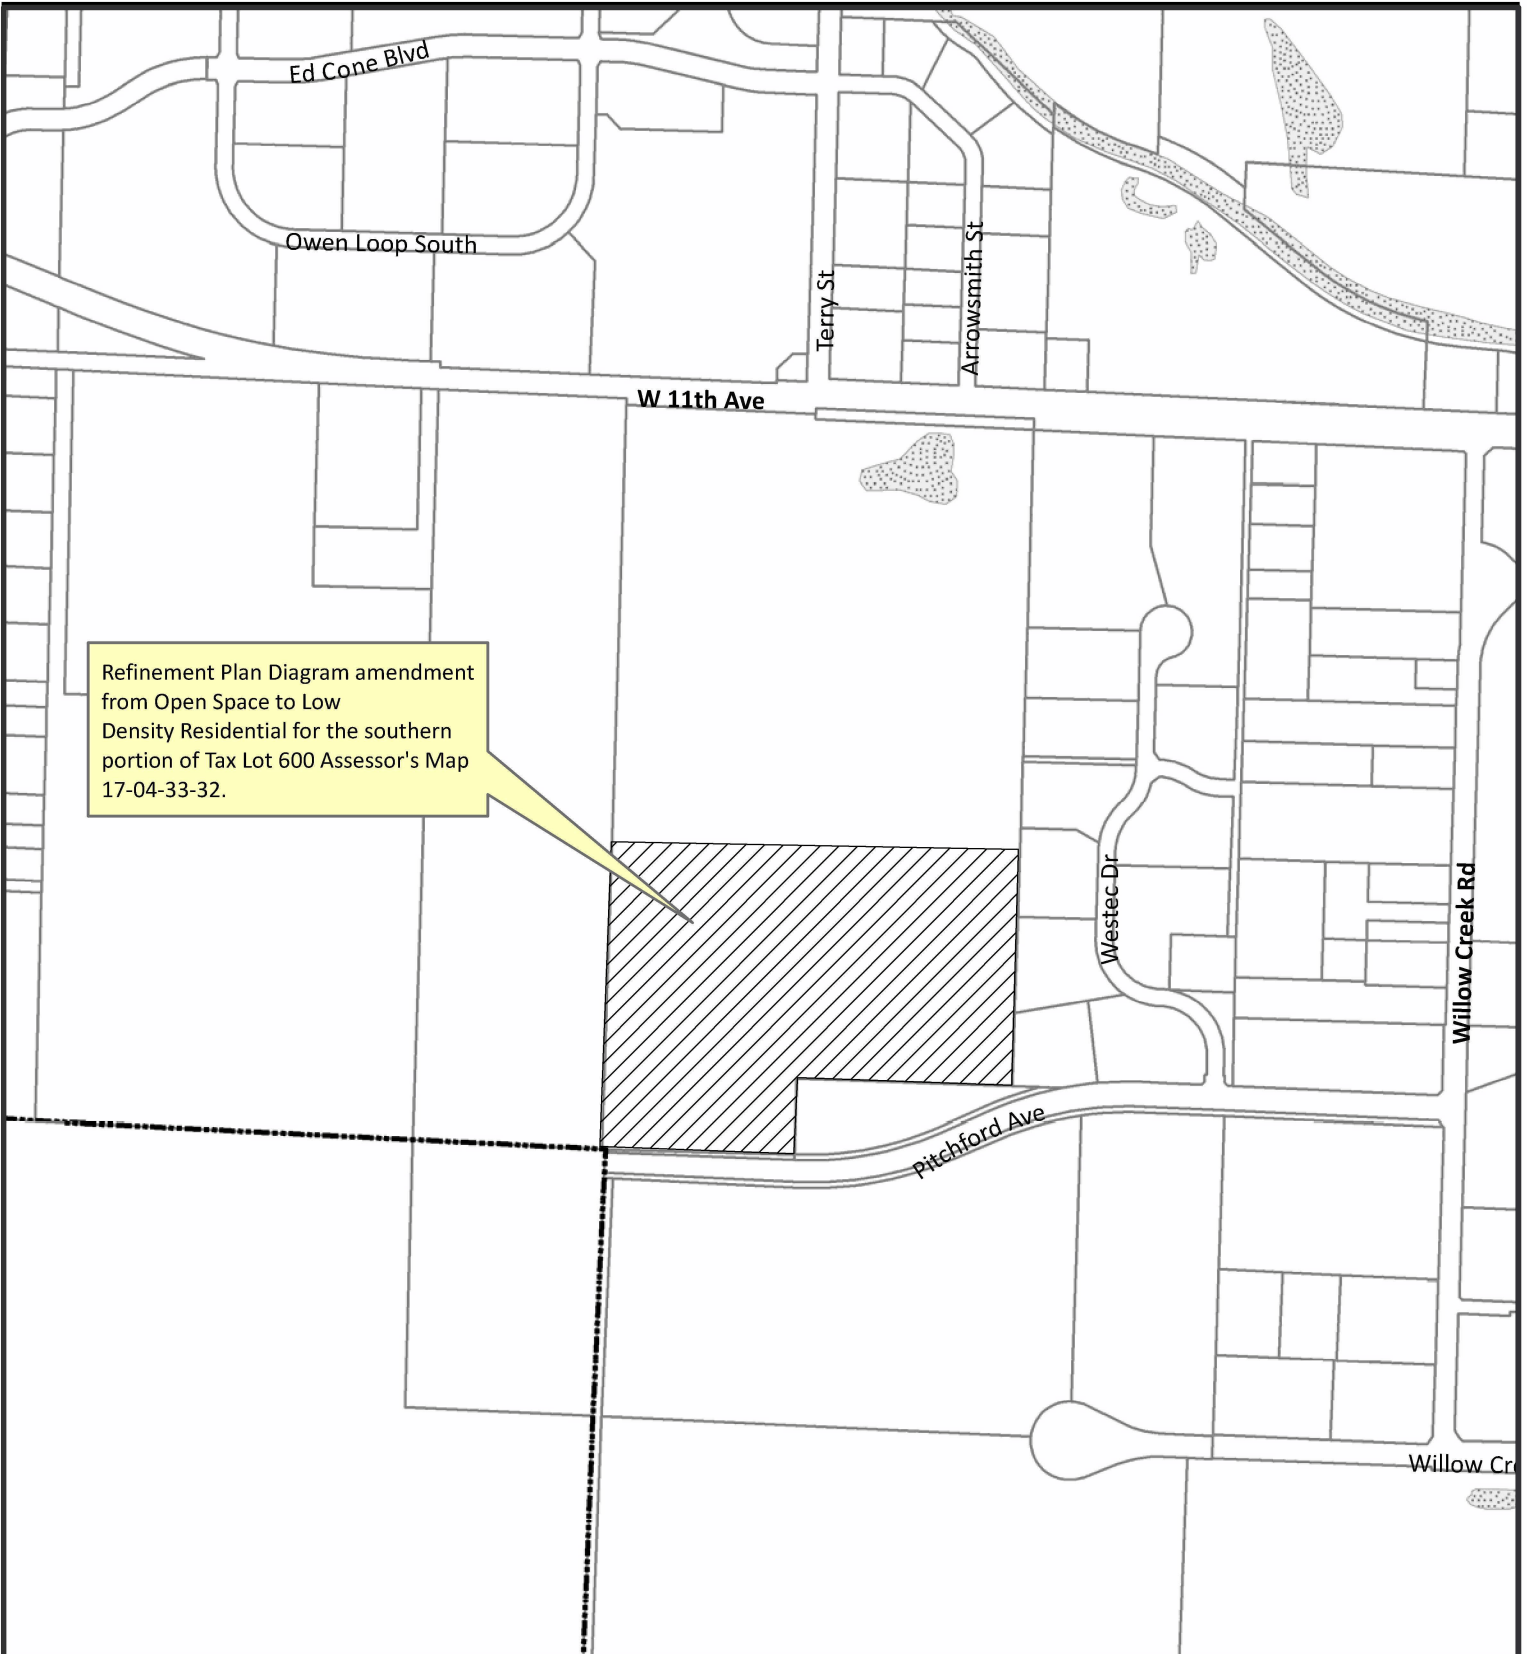 Ed Cone Blvd
Owen Loop South
Terry St
Arrowsmith St
W 11th Ave
Refinement Plan Diagram amendment
from Open Space to Low
Density Residential for the southern
portion of Tax Lot 600 Assessor's Map
17-04-33-32.
Westec Dr
Willow Creek Rd
Pitchford Ave
Willow Cr